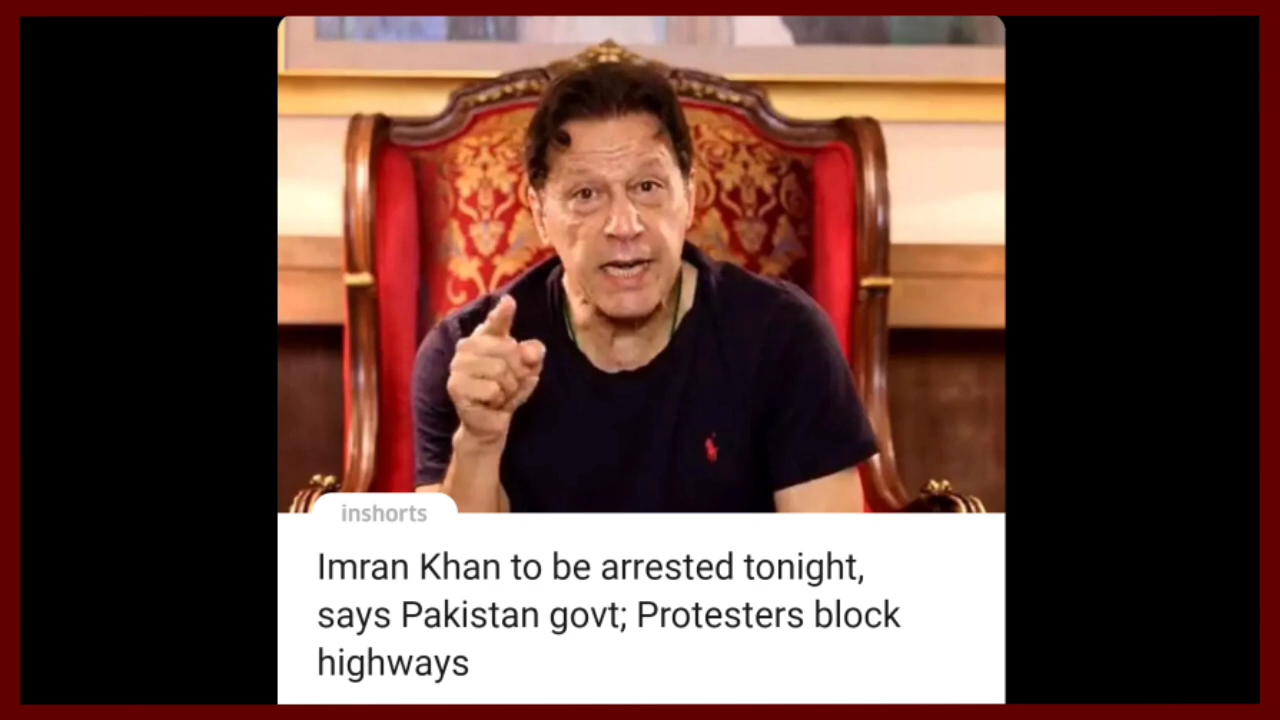 inshorts
Imran Khan to be arrested tonight,
says Pakistan govt; Protesters block
highways